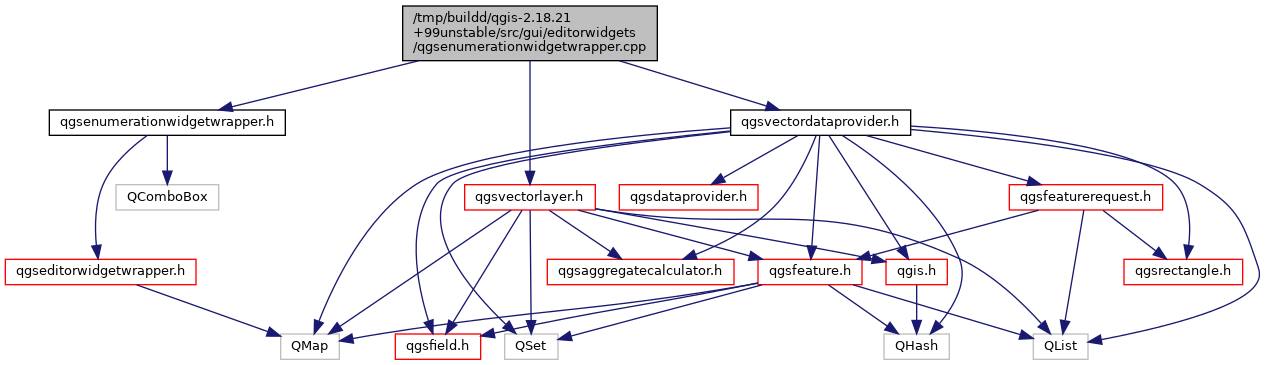 /tmp/buildd/qgis-2.18.21
+99unstable/src/gui/editorwidgets
/qgsenumerationwidgetwrapper.cpp
qgsenumerationwidgetwrapper.h
qgsvectordataprovider.h
QComboBox
qgsvectorlayer.h
qgsdataprovider.h
qgsfeaturerequest.h
qgseditorwidgetwrapper.h
qgsaggregatecalculator.h
qgsfeature.h
qgis.h
qgsrectangle.h
QMap
qgsfield.h
QSet
QHash
QList